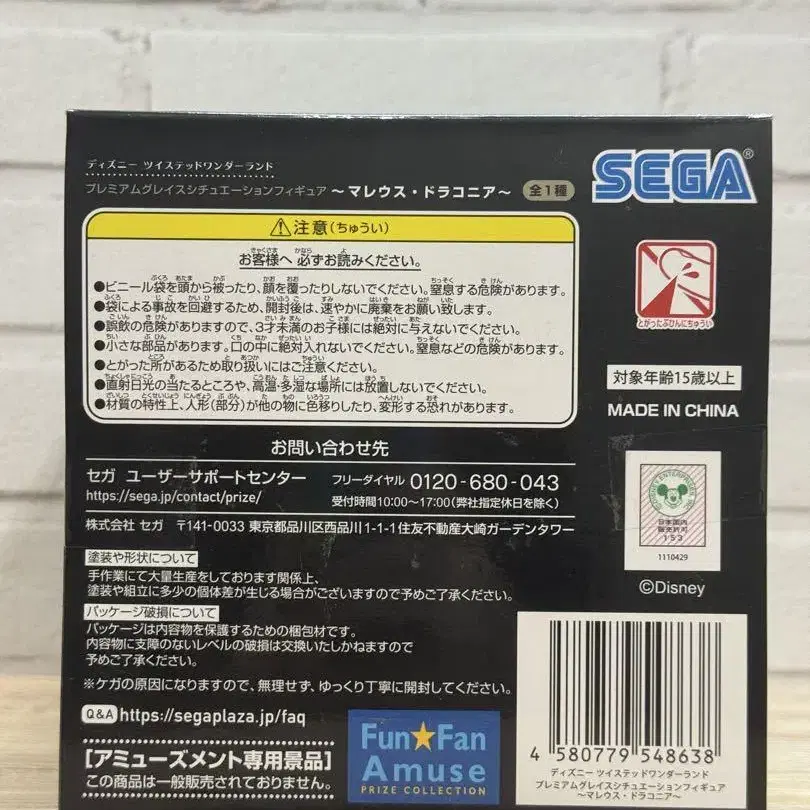 ディズニー ツイステッドワンダーランド
プレミアムグレイスシチュエーションフィギュア ～マレウス・ドラコニア～ 全1種
SEGA®
⚠注意(ちゅうい)
お客様へ 必ずお読みください。
●ビニール袋を頭から被ったり、顔を覆ったりしないでください。窒息する危険があります。
●袋による事故を回避するため、開封後は、速やかに廃棄をお願い致します。
●誤飲の危険がありますので、3才未満のお子様には絶対に与えないでください。
●小さな部品があります。口の中に絶対入れないでください。窒息などの危険があります。
●とがった所があるため取り扱いにはご注意ください。
●直射日光の当たるところや、高温・多湿な場所には放置しないでください。
●材質の特性上、人形(部分)が他の物に色移りしたり、変形する恐れがあります。
とがったぶひんにちゅうい
対象年齢15歳以上
MADE IN CHINA
お問い合わせ先
セガ ユーザーサポートセンター フリーダイヤル 0120-680-043
https://sega.jp/contact/prize/ 受付時間10:00～17:00(弊社指定休日を除く)
株式会社 セガ 〒141-0033 東京都品川区西品川1-1-1住友不動産大崎ガーデンタワー
日本国内
販売許可
153
1110429
©Disney
塗装や形状について
手作業にて大量生産をしております関係上、
塗装や組立に多少の個体差が生じる場合がございますので予めご了承ください。
パッケージ破損について
パッケージは内容物を保護するための梱包材です。
内容物に支障のないレベルの破損は交換いたしかねますので
予めご了承ください。
※ケガの原因になりますので、無理せず、ゆっくり丁寧に開封してください。
Q&A https://segaplaza.jp/faq
[アミューズメント専用景品]
この商品は一般販売されておりません。
Fun★Fan
Amuse
PRIZE COLLECTION
4 580779 548638
ディズニー ツイステッドワンダーランド
プレミアムグレイスシチュエーションフィギュア
～マレウス・ドラコニア～